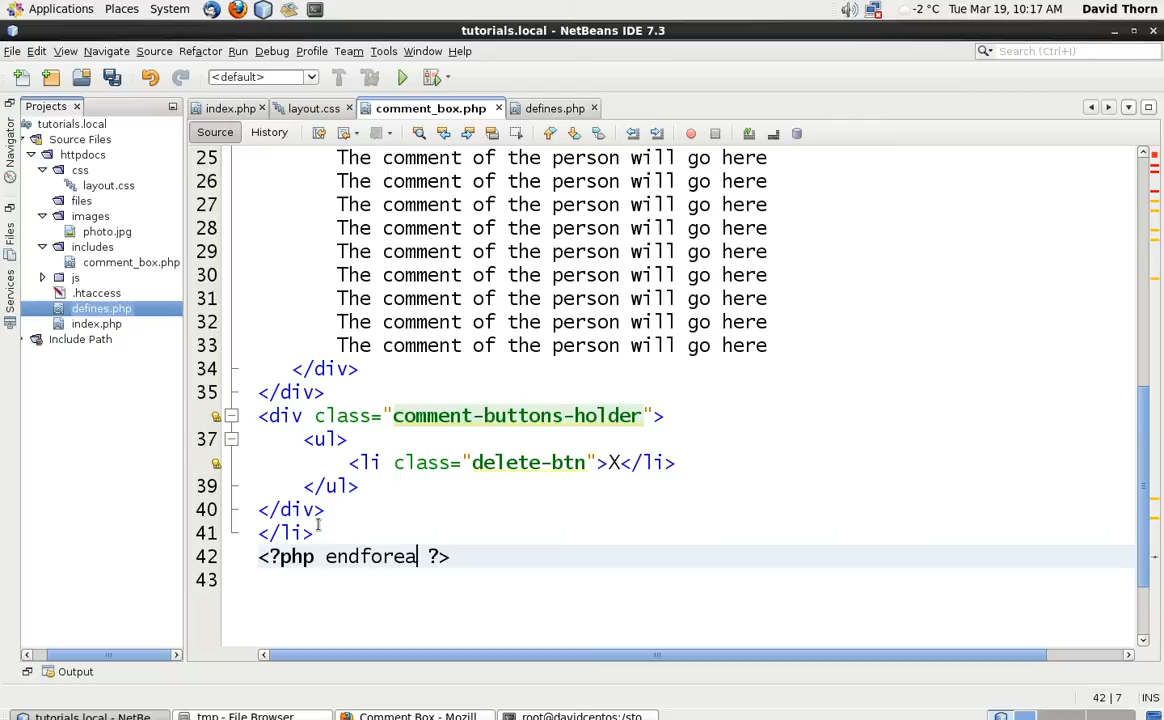 Applications Places System -2 °C Tue Mar 19, 10:17 AM David Thorn
tutorials.local - NetBeans IDE 7.3
File Edit View Navigate Source Refactor Run Debug Profile Team Tools Window Help Search (Ctrl+I)
<default>
Projects index.php layout.css comment_box.php defines.php
Source History
Navigator
Files
Services
tutorials.local
Source Files
httpdocs
css
layout.css
files
images
photo.jpg
includes
comment_box.php
js
.htaccess
defines.php
index.php
Include Path
25 The comment of the person will go here
26 The comment of the person will go here
27 The comment of the person will go here
28 The comment of the person will go here
29 The comment of the person will go here
30 The comment of the person will go here
31 The comment of the person will go here
32 The comment of the person will go here
33 The comment of the person will go here
34 </div>
35 </div>
<div class="comment-buttons-holder">
37 <ul>
<li class="delete-btn">X</li>
39 </ul>
40 </div>
41 </li>
42 <?php endforea ?>
43
Output
42 | 7 INS
tutorials.local - NetBe... tmp - File Browser Comment Box - Mozill... root@davidcentos:/sto...